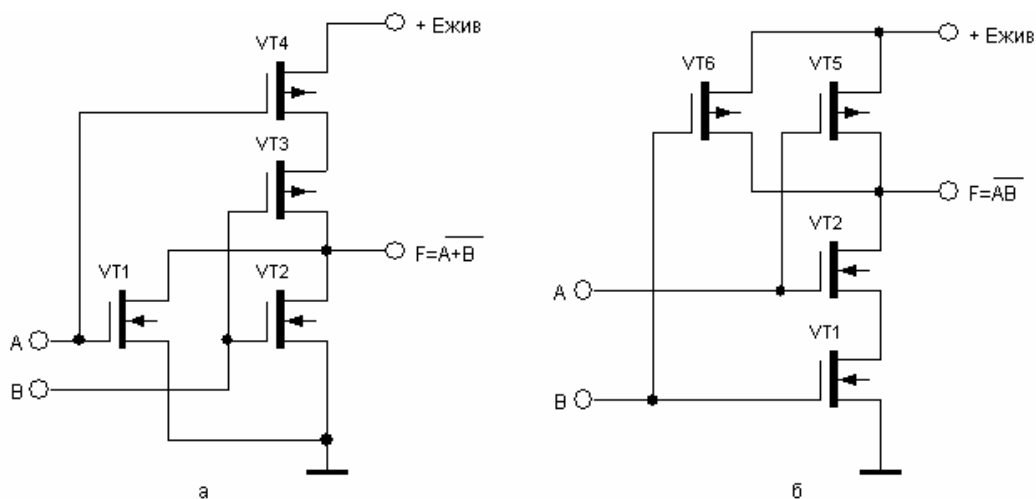 VT4
+ Eжив
VT3
F=A+B
VT1
VT2
A
B
а
+ Eжив
VT6
VT5
F=AB
VT2
A
VT1
B
б